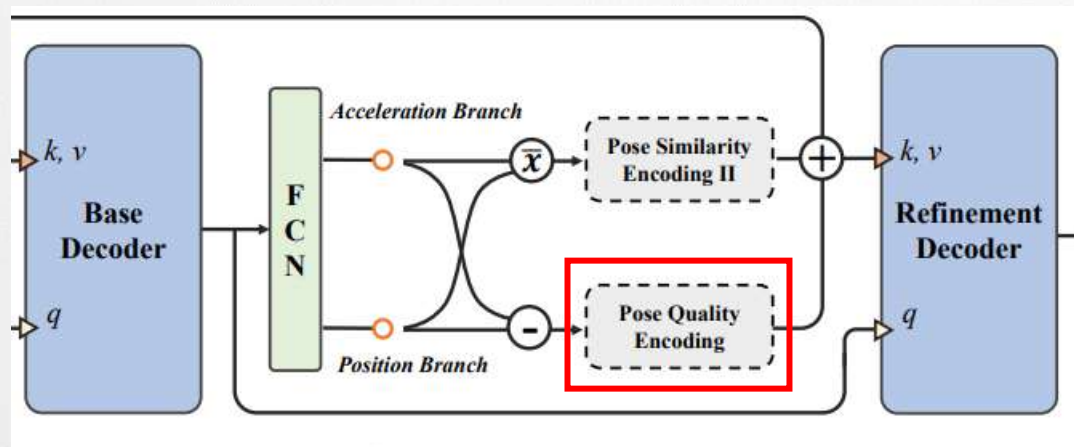 Acceleration Branch
k, v
Base
Decoder
q
F
C
N
x̅
Pose Similarity
Encoding II
+
k, v
Refinement
Decoder
-
Pose Quality
Encoding
q
Position Branch